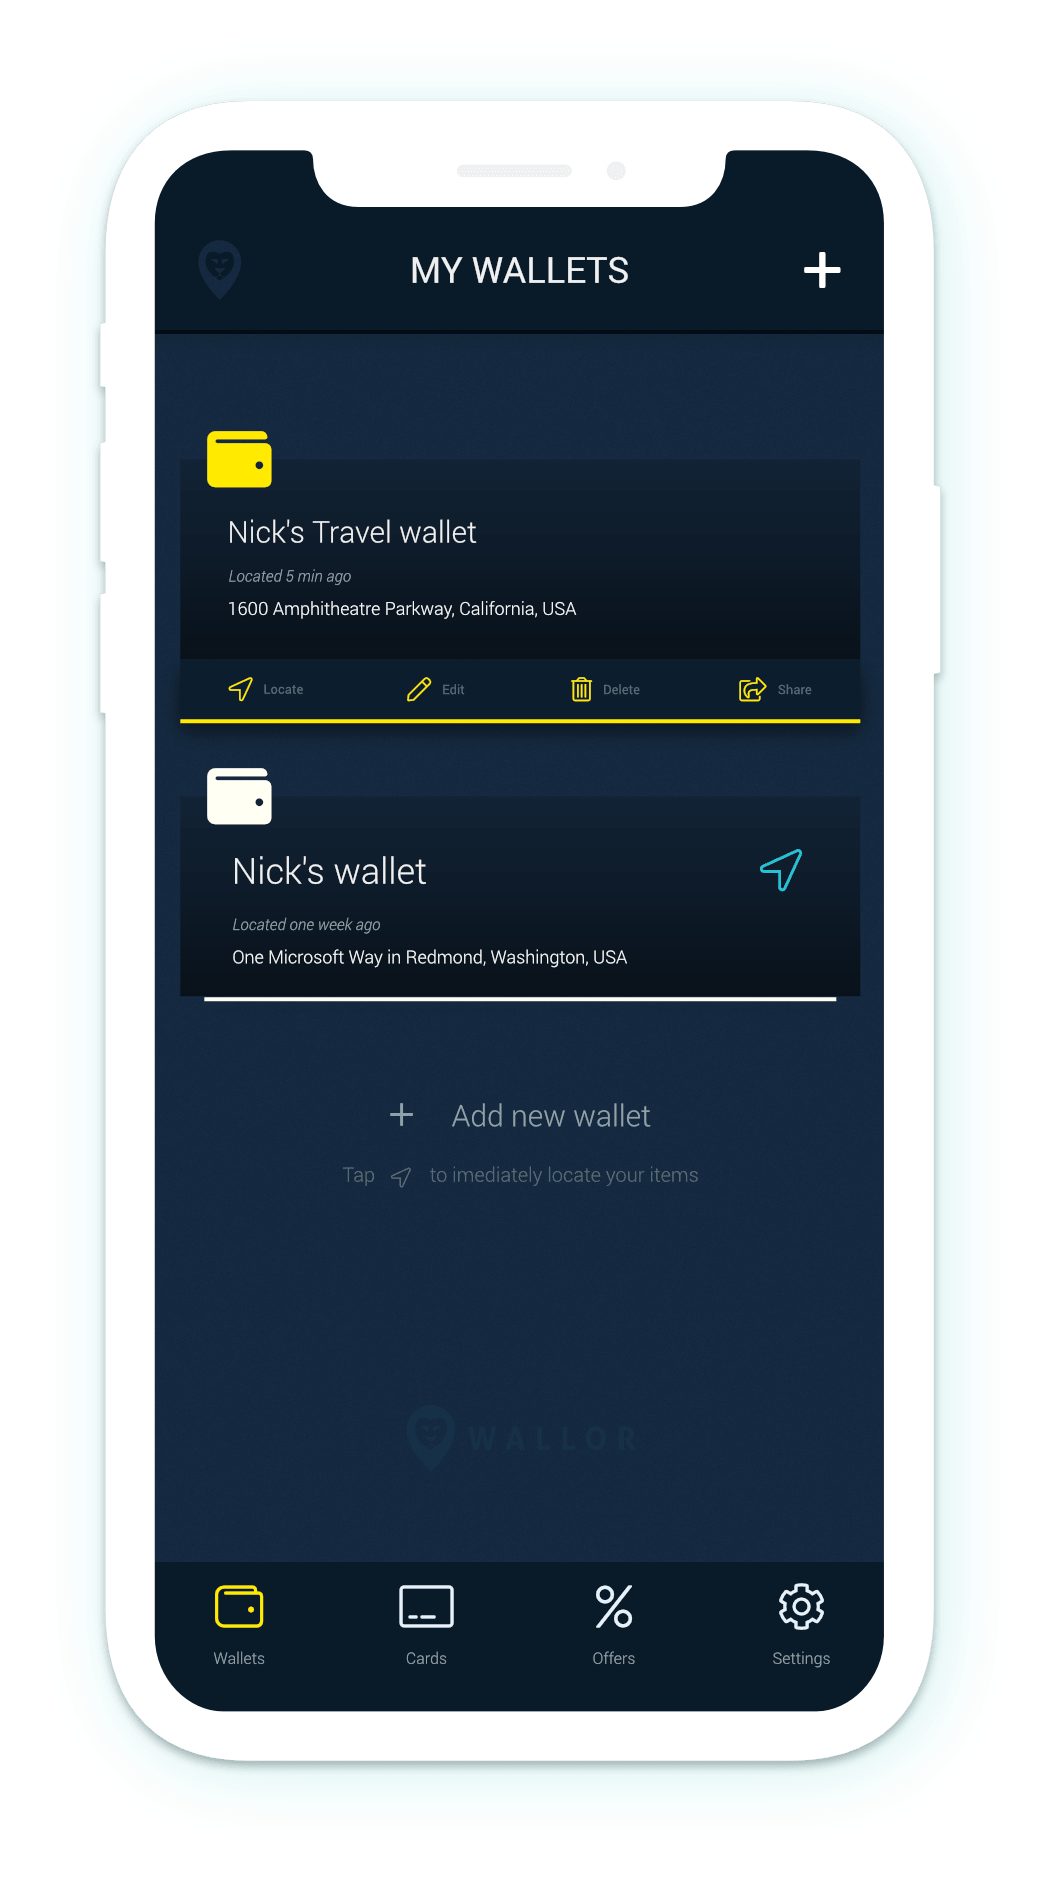 MY WALLETS
Nick's Travel wallet
Located 5 min ago
1600 Amphitheatre Parkway, California, USA
Locate Edit Delete Share
Nick's wallet
Located one week ago
One Microsoft Way in Redmond, Washington, USA
+ Add new wallet
Tap to imediately locate your items
WALLOR
Wallets Cards Offers Settings